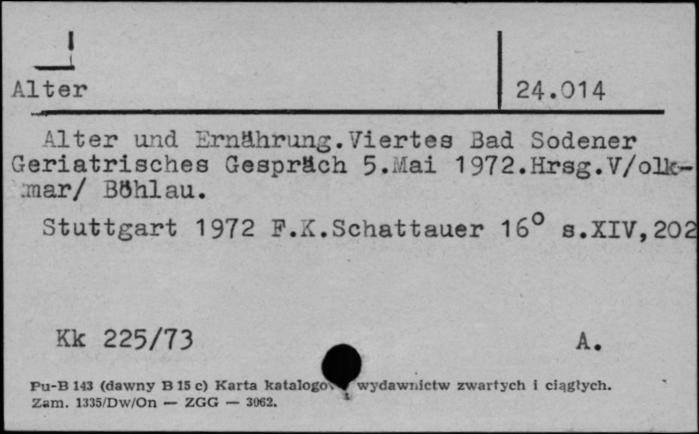 Alter
24.014
Alter und Ernährung.Viertes Bad Sodener
Geriatrisches Gespräch 5.Mai 1972.Hrsg.V/olk-
mar/ Böhlau.
Stuttgart 1972 F.K.Schattauer 16° s.XIV,202
Kk 225/73
A.
Pu-B 143 (dawny B 15 c) Karta katalogowa wydawnictw zwartych i ciągłych.
Zam. 1335/Dw/On — ZGG — 3062.